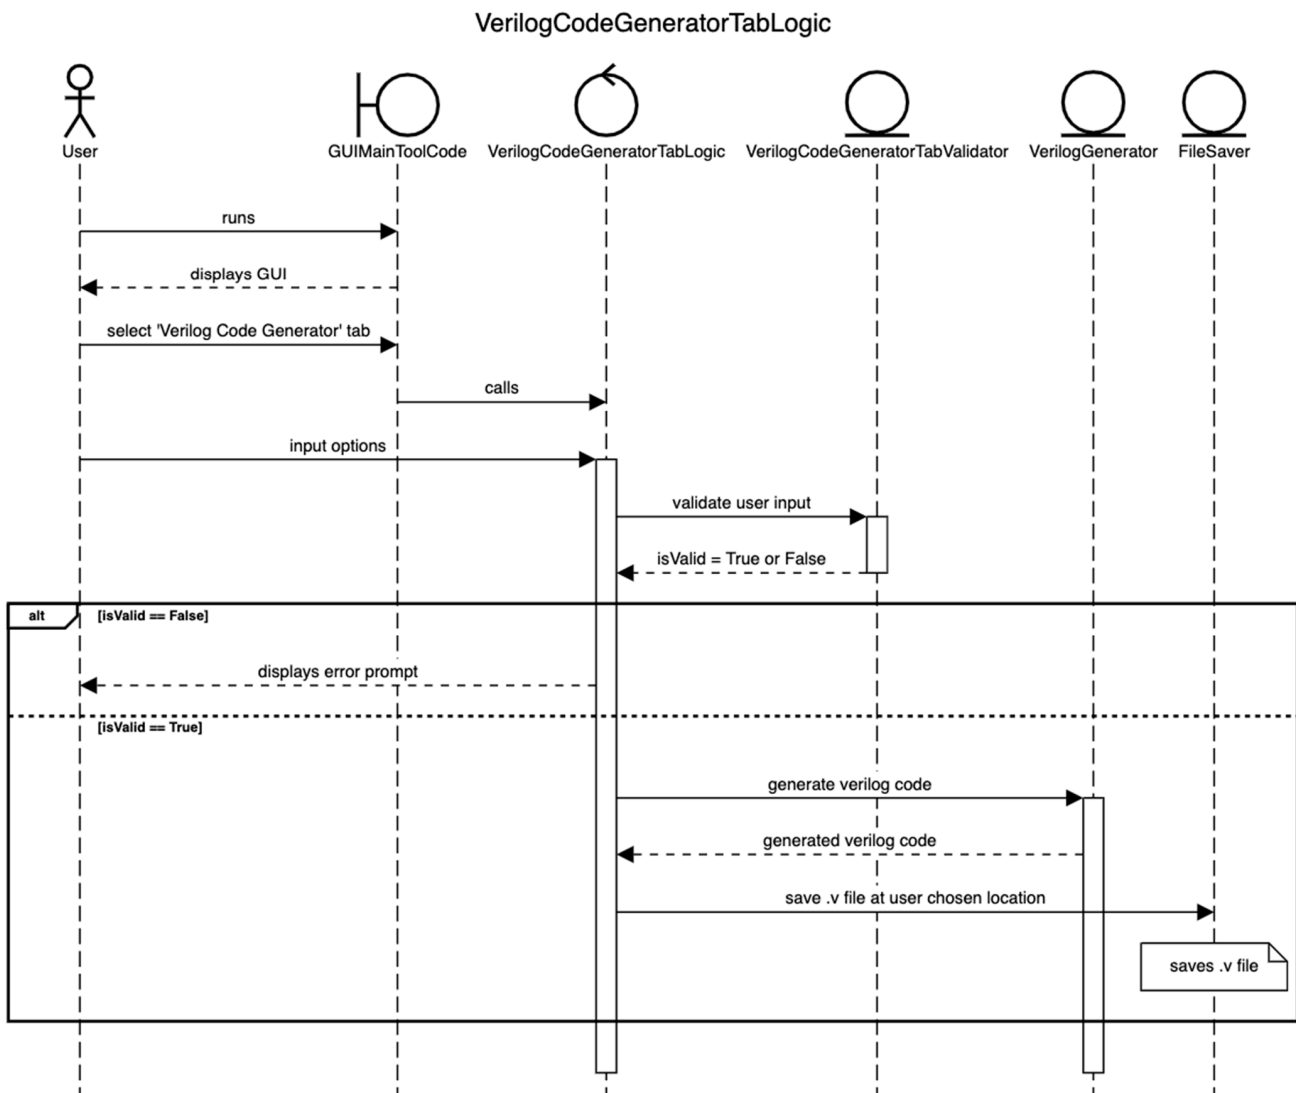 VerilogCodeGeneratorTabLogic
User
GUIMainToolCode
VerilogCodeGeneratorTabLogic
VerilogCodeGeneratorTabValidator
VerilogGenerator
FileSaver
runs
displays GUI
select 'Verilog Code Generator' tab
calls
input options
validate user input
isValid = True or False
alt
[isValid == False]
displays error prompt
[isValid == True]
generate verilog code
generated verilog code
save .v file at user chosen location
saves .v file